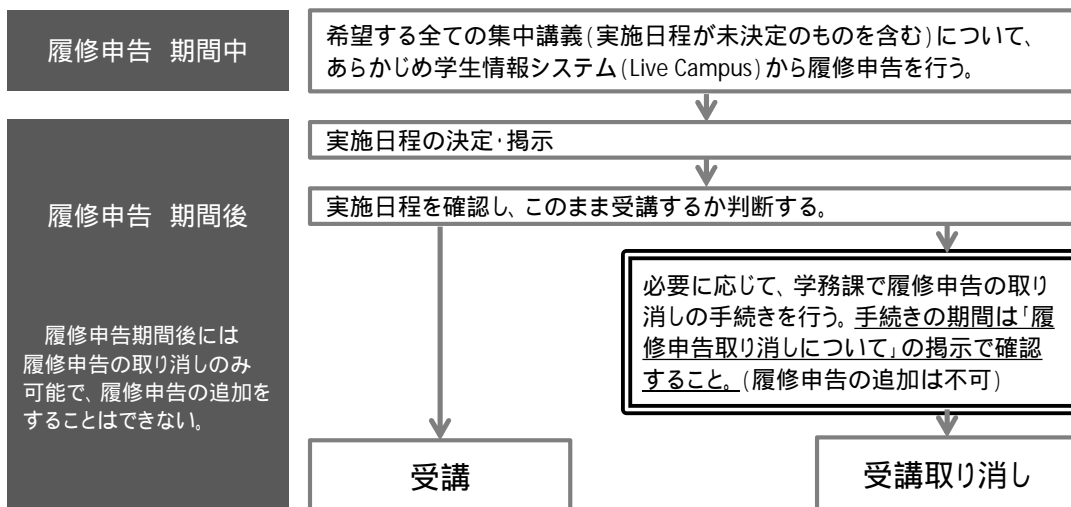 履修申告 期間中
希望する全ての集中講義(実施日程が未決定のものを含む)について、
あらかじめ学生情報システム(Live Campus)から履修申告を行う。
実施日程の決定・掲示
履修申告 期間後
実施日程を確認し、このまま受講するか判断する。
履修申告期間後には
履修申告の取り消しのみ
可能で、履修申告の追加を
することはできない。
必要に応じて、学務課で履修申告の取り
消しの手続きを行う。手続きの期間は「履
修申告取り消しについて」の掲示で確認
すること。(履修申告の追加は不可)
受講
受講取り消し